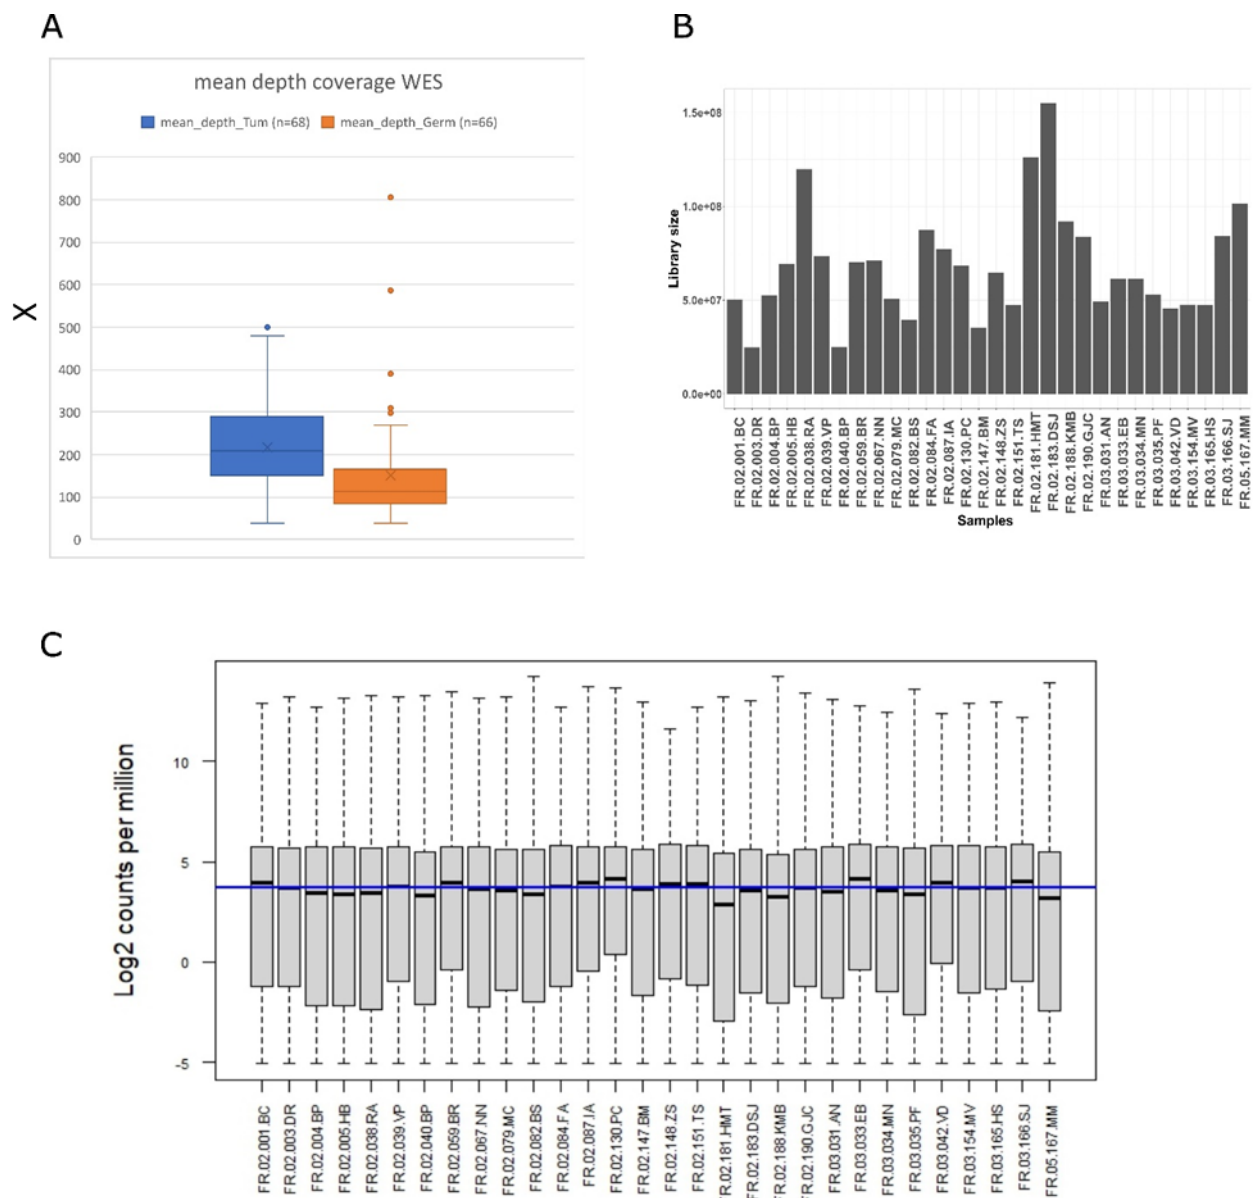 A
mean depth coverage WES
mean_depth_Tum (n=68) mean_depth_Germ (n=66)
900
800
700
600
500
400
300
200
100
0
X
B
1.5e+08
1.0e+08
5.0e+07
0.0e+00
Library size
FR.02.001.BC
FR.02.003.DR
FR.02.004.BP
FR.02.005.HB
FR.02.038.RA
FR.02.039.VP
FR.02.040.BP
FR.02.059.BR
FR.02.067.NN
FR.02.079.MC
FR.02.082.BS
FR.02.084.FA
FR.02.087.IA
FR.02.130.PC
FR.02.147.BM
FR.02.148.ZS
FR.02.151.TS
FR.02.181.HMT
FR.02.183.DSJ
FR.02.188.KMB
FR.02.190.GJC
FR.03.031.AN
FR.03.033.EB
FR.03.034.MN
FR.03.035.PF
FR.03.042.VD
FR.03.154.MV
FR.03.165.HS
FR.03.166.SJ
FR.05.167.MM
Samples
C
Log2 counts per million
10
5
0
-5
FR.02.001.BC
FR.02.003.DR
FR.02.004.BP
FR.02.005.HB
FR.02.038.RA
FR.02.039.VP
FR.02.040.BP
FR.02.059.BR
FR.02.067.NN
FR.02.079.MC
FR.02.082.BS
FR.02.084.FA
FR.02.087.IA
FR.02.130.PC
FR.02.147.BM
FR.02.148.ZS
FR.02.151.TS
FR.02.181.HMT
FR.02.183.DSJ
FR.02.188.KMB
FR.02.190.GJC
FR.03.031.AN
FR.03.033.EB
FR.03.034.MN
FR.03.035.PF
FR.03.042.VD
FR.03.154.MV
FR.03.165.HS
FR.03.166.SJ
FR.05.167.MM